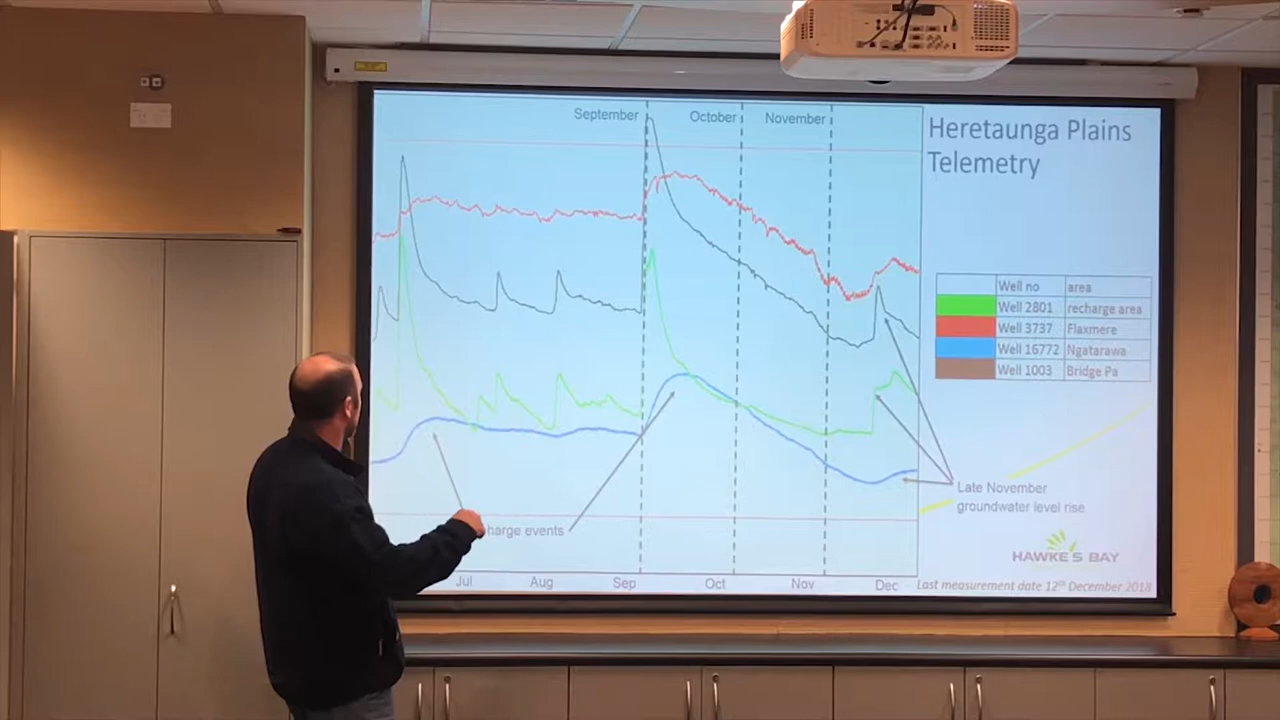 September
October
November
Heretaunga Plains
Telemetry
Well no area
Well 2801 recharge area
Well 3737 Flaxmere
Well 16772 Ngatarawa
Well 1003 Bridge Pa
Late November
groundwater level rise
harge events
HAWKE'S BAY
Jul Aug Sep Oct Nov Dec
Last measurement date 12th December 2018